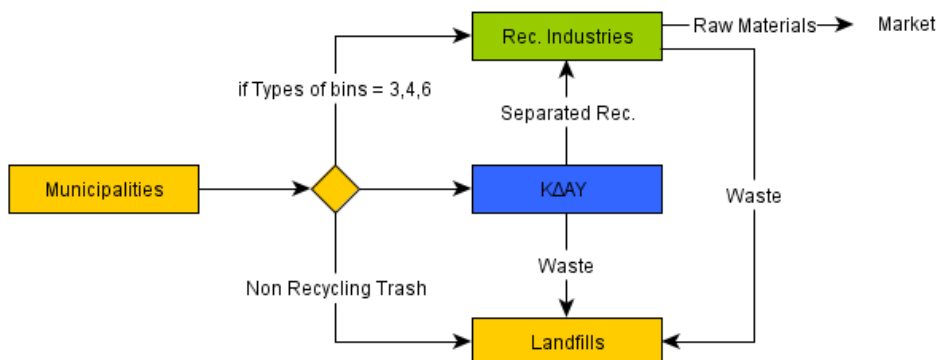 Rec. Industries
Raw Materials
Market
if Types of bins = 3,4,6
Separated Rec.
Municipalities
ΚΔΑΥ
Waste
Waste
Non Recycling Trash
Landfills